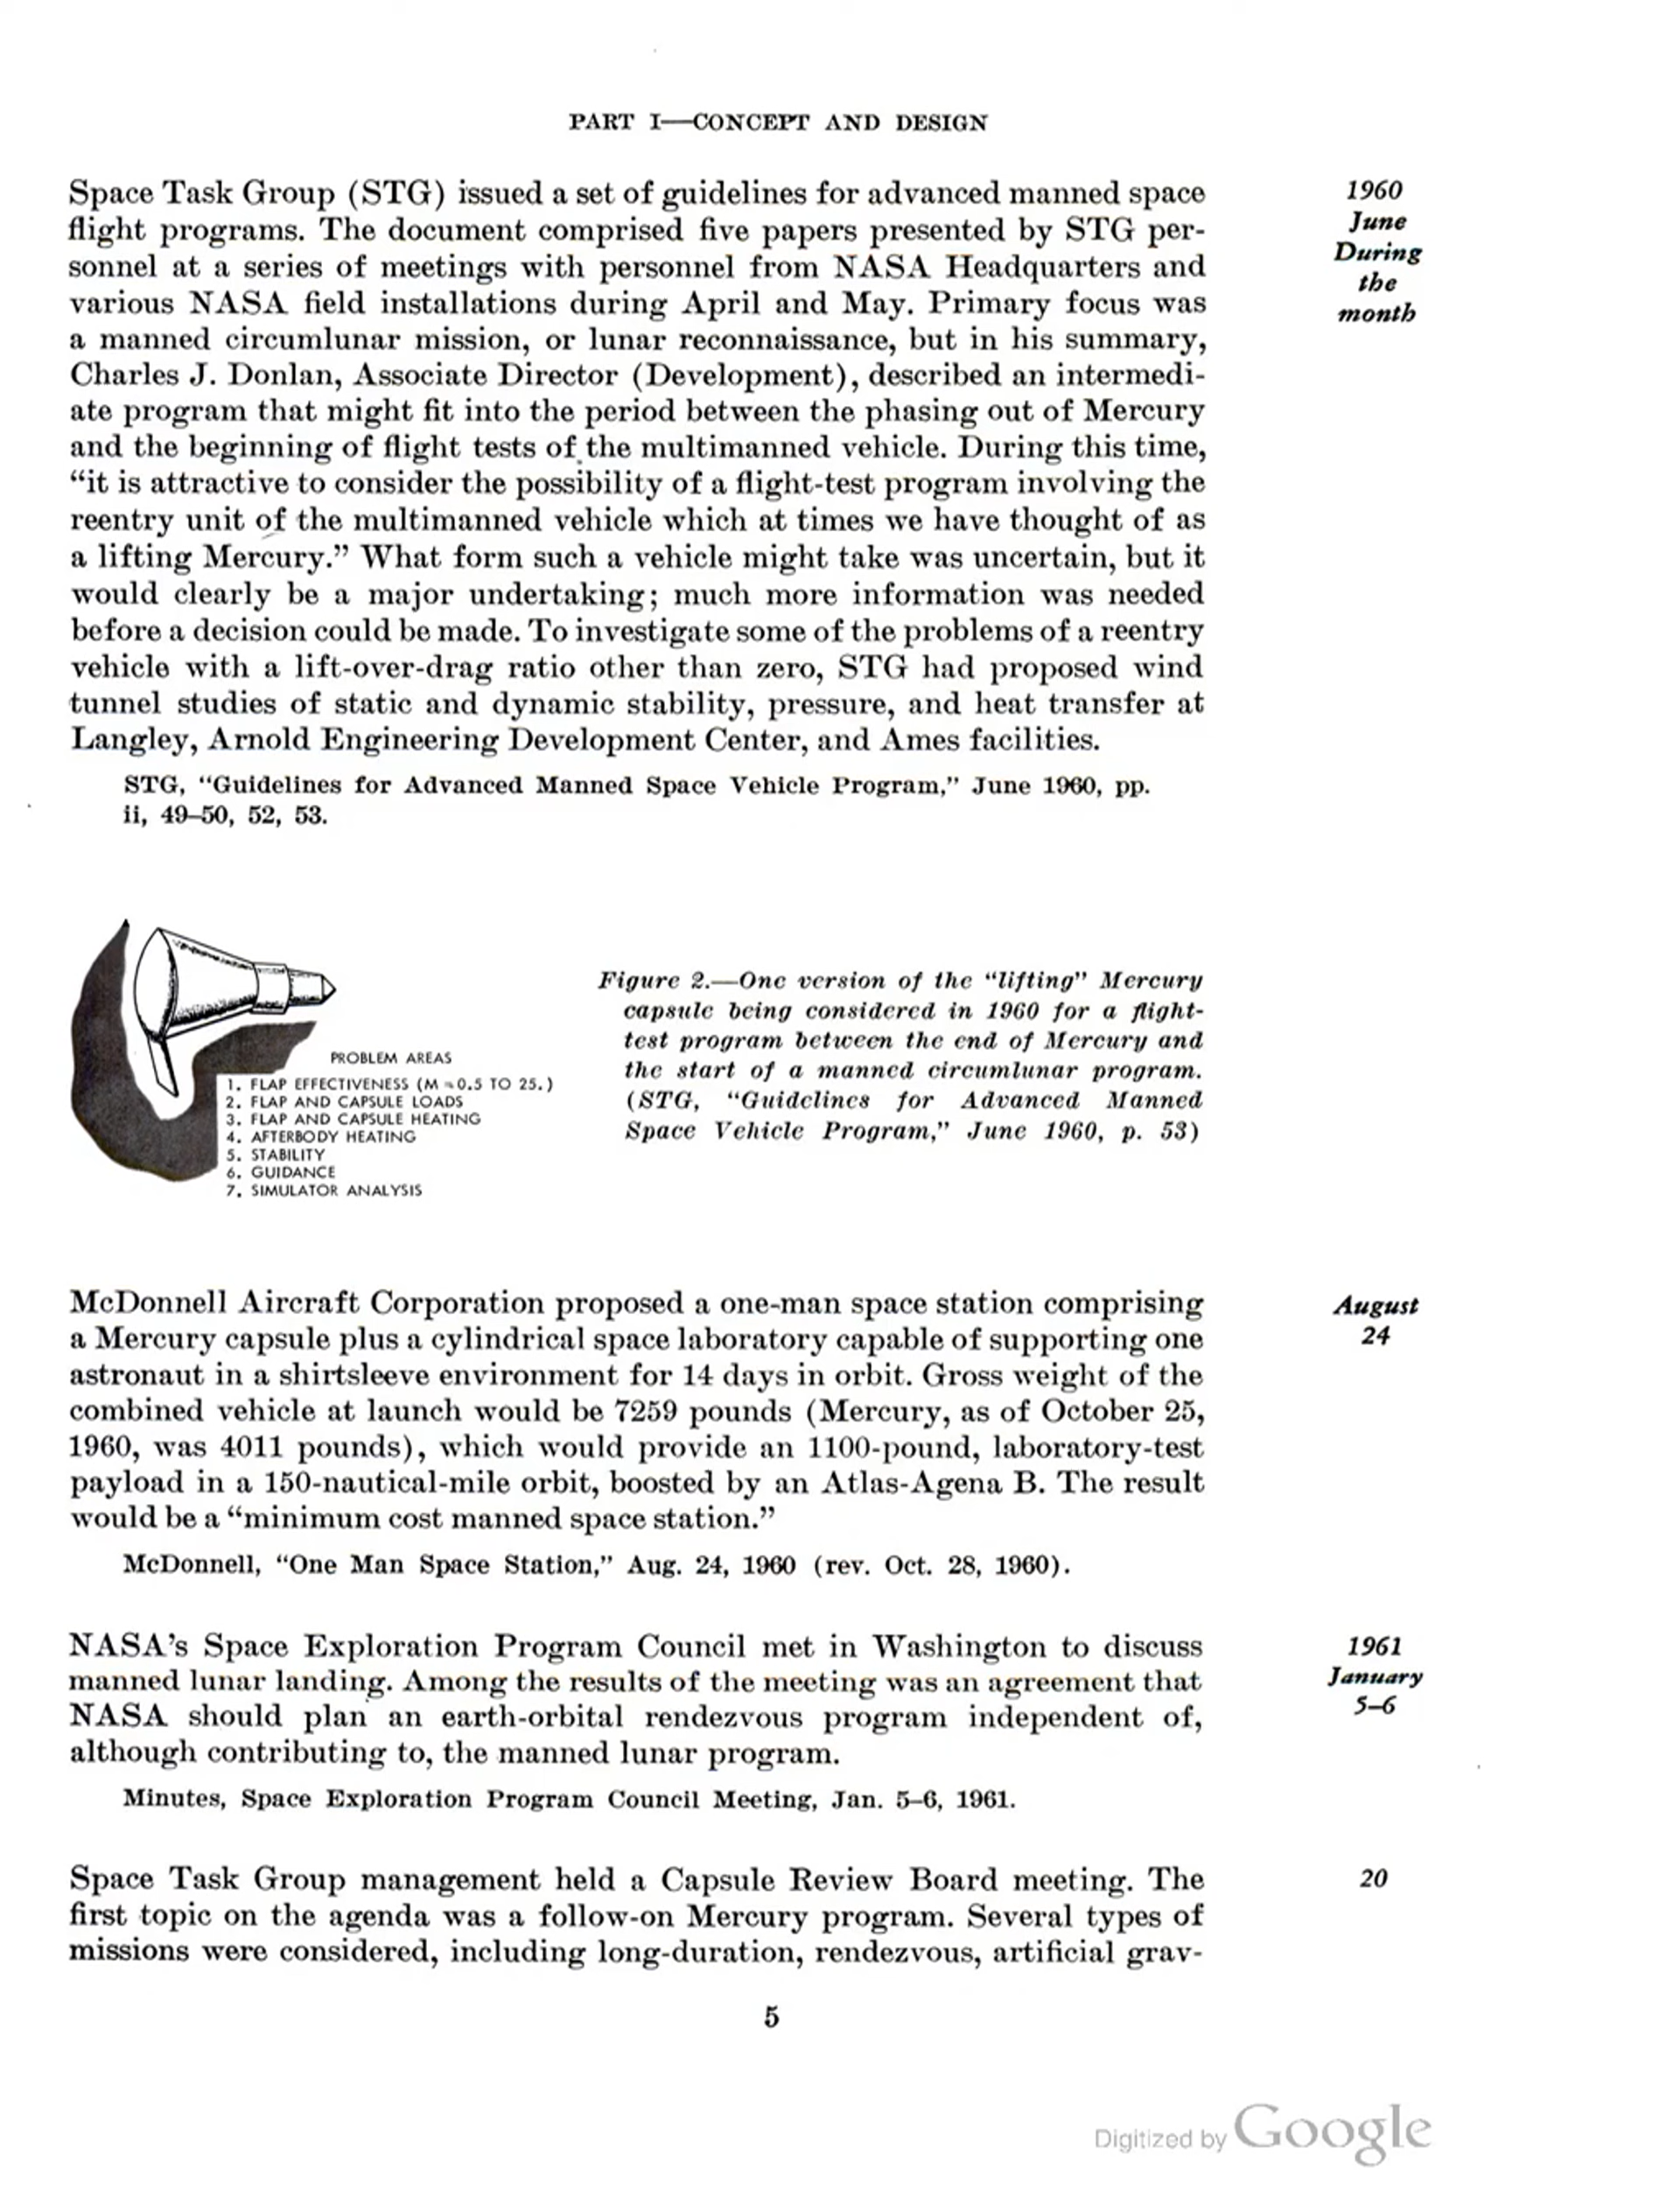 PART I—CONCEPT AND DESIGN
Space Task Group (STG) issued a set of guidelines for advanced manned space
flight programs. The document comprised five papers presented by STG per-
sonnel at a series of meetings with personnel from NASA Headquarters and
various NASA field installations during April and May. Primary focus was
a manned circumlunar mission, or lunar reconnaissance, but in his summary,
Charles J. Donlan, Associate Director (Development), described an intermedi-
ate program that might fit into the period between the phasing out of Mercury
and the beginning of flight tests of the multimanned vehicle. During this time,
“it is attractive to consider the possibility of a flight-test program involving the
reentry unit of the multimanned vehicle which at times we have thought of as
a lifting Mercury.” What form such a vehicle might take was uncertain, but it
would clearly be a major undertaking; much more information was needed
before a decision could be made. To investigate some of the problems of a reentry
vehicle with a lift-over-drag ratio other than zero, STG had proposed wind
tunnel studies of static and dynamic stability, pressure, and heat transfer at
Langley, Arnold Engineering Development Center, and Ames facilities.
1960
June
During
the
month
STG, “Guidelines for Advanced Manned Space Vehicle Program,” June 1960, pp.
ii, 49–50, 52, 53.
PROBLEM AREAS
1. FLAP EFFECTIVENESS (M ≈ 0.5 TO 25.)
2. FLAP AND CAPSULE LOADS
3. FLAP AND CAPSULE HEATING
4. AFTERBODY HEATING
5. STABILITY
6. GUIDANCE
7. SIMULATOR ANALYSIS
Figure 2.—One version of the “lifting” Mercury
capsule being considered in 1960 for a flight-
test program between the end of Mercury and
the start of a manned circumlunar program.
(STG, “Guidelines for Advanced Manned
Space Vehicle Program,” June 1960, p. 53)
McDonnell Aircraft Corporation proposed a one-man space station comprising
a Mercury capsule plus a cylindrical space laboratory capable of supporting one
astronaut in a shirtsleeve environment for 14 days in orbit. Gross weight of the
combined vehicle at launch would be 7259 pounds (Mercury, as of October 25,
1960, was 4011 pounds), which would provide an 1100-pound, laboratory-test
payload in a 150-nautical-mile orbit, boosted by an Atlas-Agena B. The result
would be a “minimum cost manned space station.”
August
24
McDonnell, “One Man Space Station,” Aug. 24, 1960 (rev. Oct. 28, 1960).
NASA’s Space Exploration Program Council met in Washington to discuss
manned lunar landing. Among the results of the meeting was an agreement that
NASA should plan an earth-orbital rendezvous program independent of,
although contributing to, the manned lunar program.
1961
January
5–6
Minutes, Space Exploration Program Council Meeting, Jan. 5–6, 1961.
Space Task Group management held a Capsule Review Board meeting. The
first topic on the agenda was a follow-on Mercury program. Several types of
missions were considered, including long-duration, rendezvous, artificial grav-
20
5
Digitized by Google